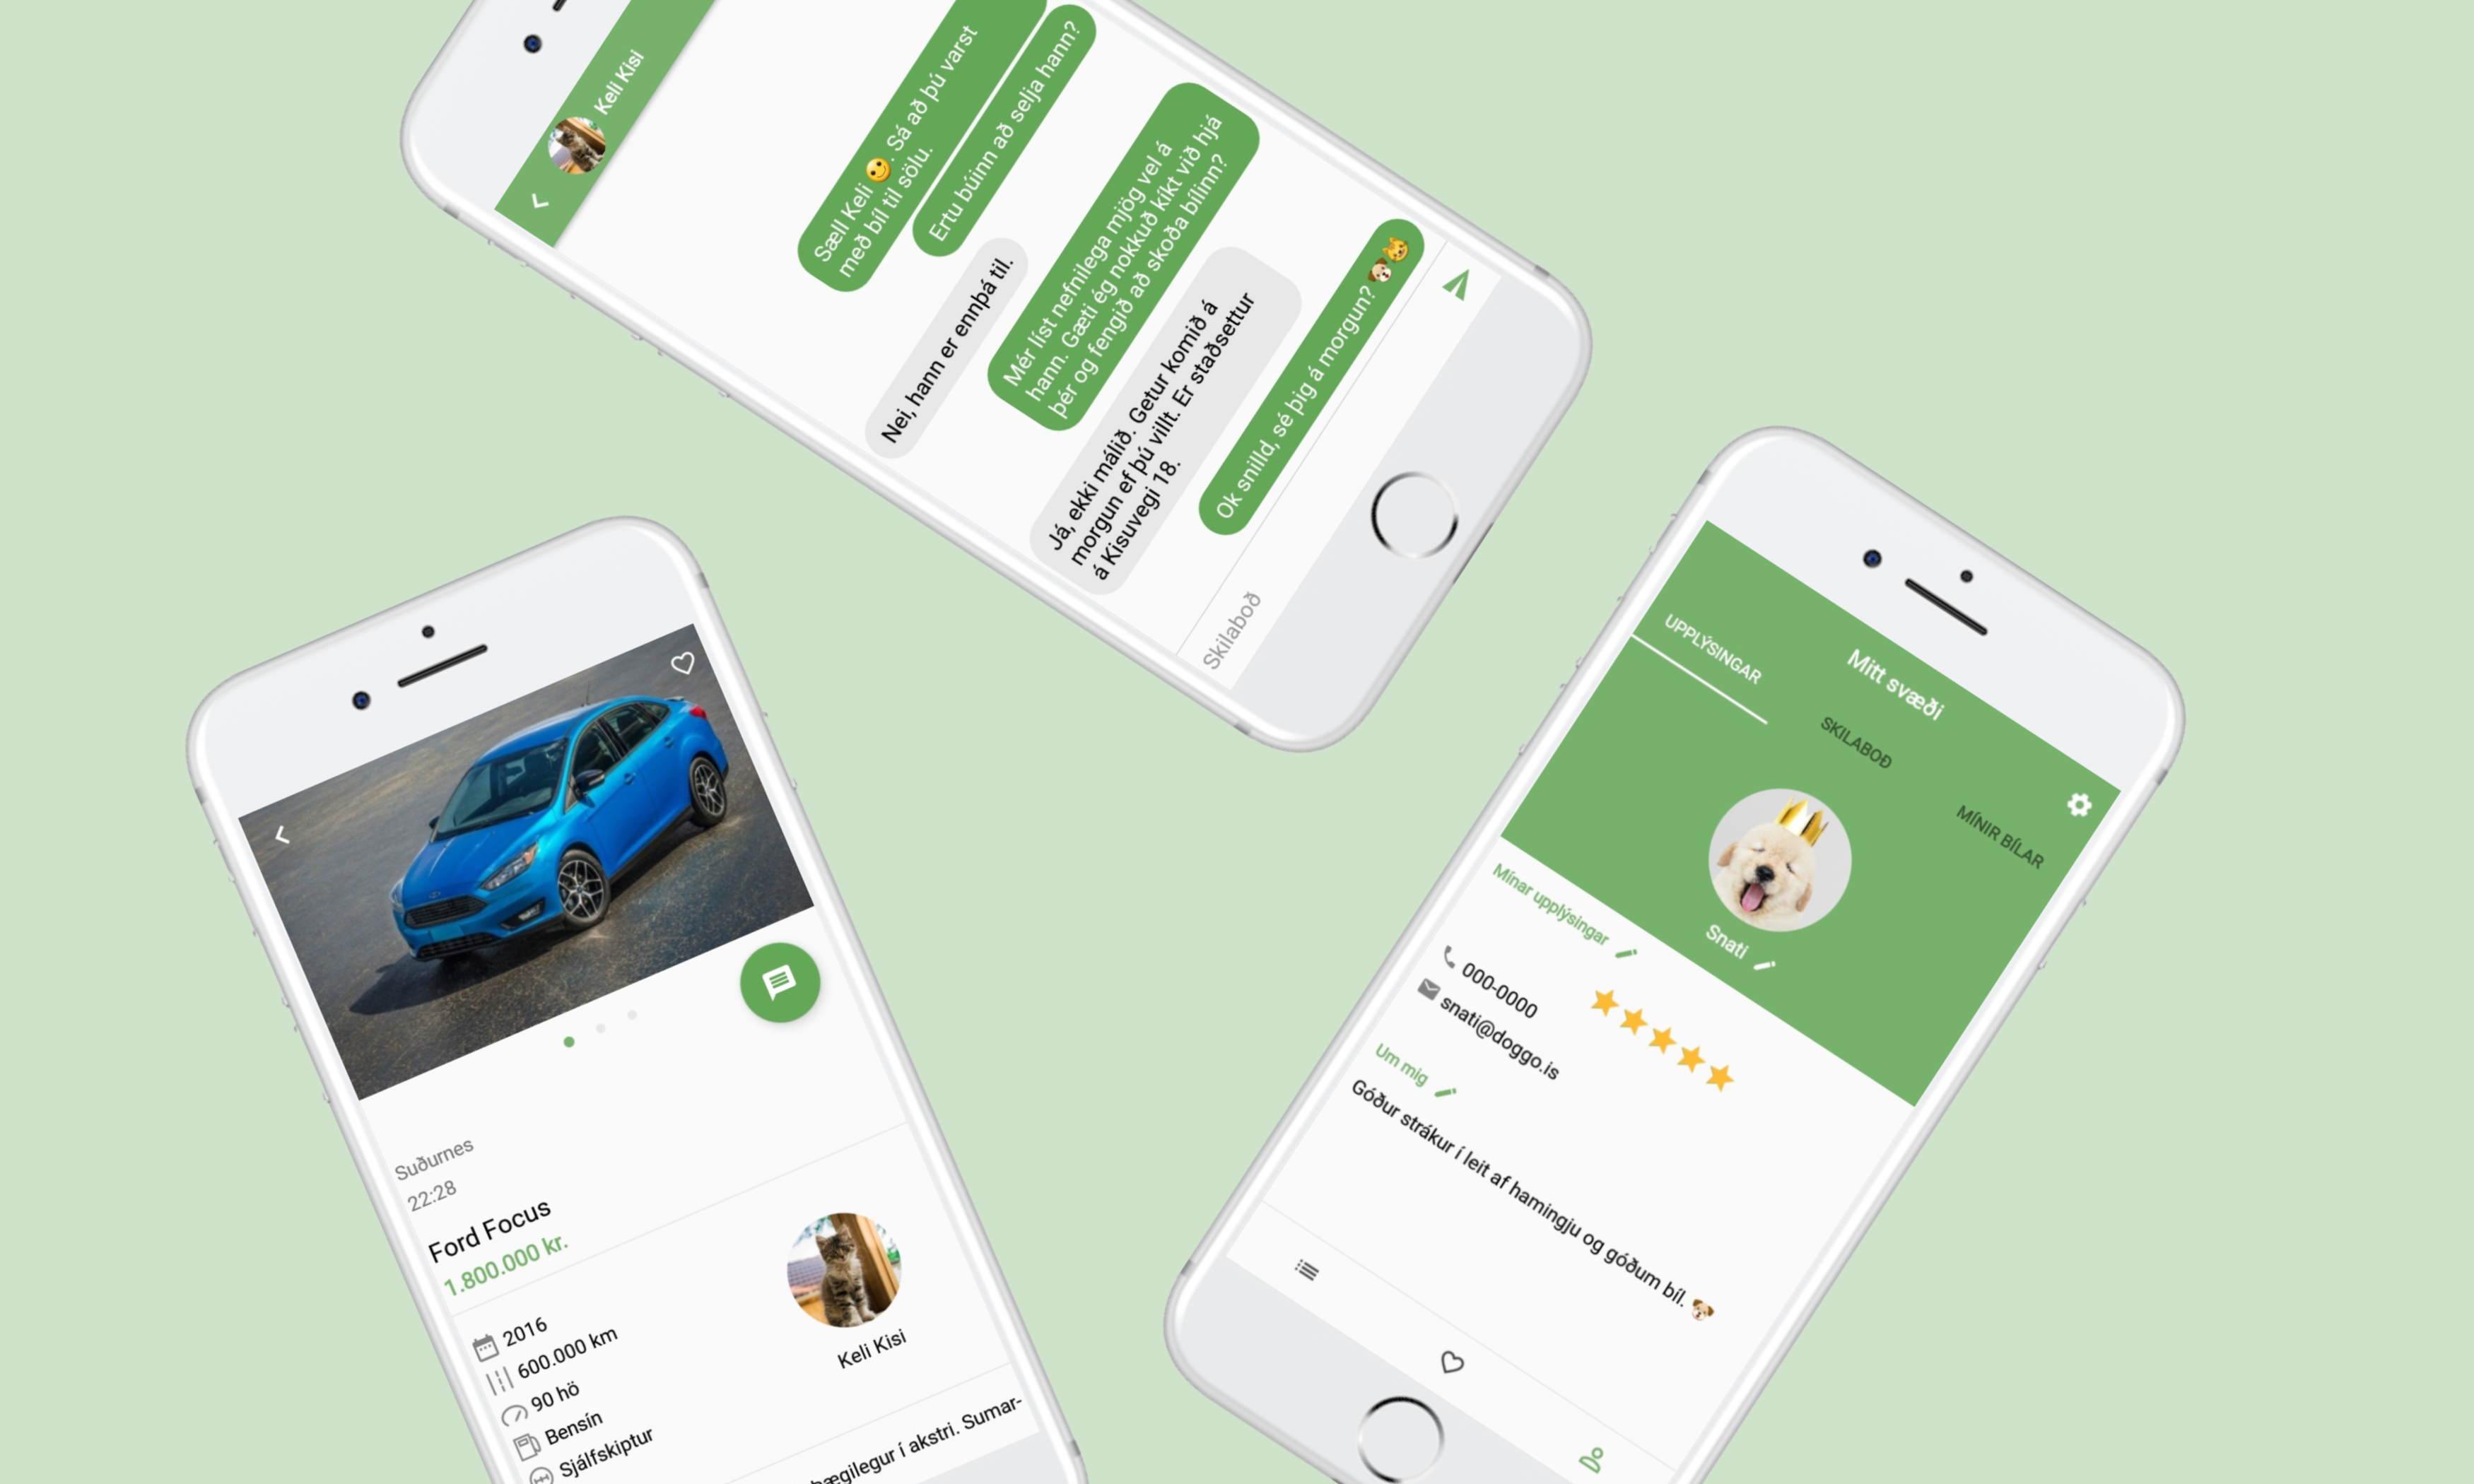 Keli Kisi
Sæll Keli 🙂. Sá að þú varst
með bíl til sölu.
Ertu búinn að selja hann?
Nei, hann er ennþá til.
Mér líst nefnilega mjög vel á
hann. Gæti ég nokkuð kíkt við hjá
þér og fengið að skoða bílinn?
Já, ekki málið. Getur komið á
morgun ef þú villt. Er staðsettur
á Kisuvegi 18.
Ok snilld, sé þig á morgun? 🐶🐱
Skilaboð
Suðurnes
22:28
Ford Focus
1.800.000 kr.
2016
600.000 km
90 hö
Bensín
Sjálfskiptur
Keli Kisi
þægilegur í akstri. Sumar-
Mitt svæði
UPPLÝSINGAR
SKILABOÐ
MÍNIR BÍLAR
Snati
Mínar upplýsingar
000-0000
snati@doggo.is
Um mig
Góður strákur í leit af hamingju og góðum bíl. 🐶